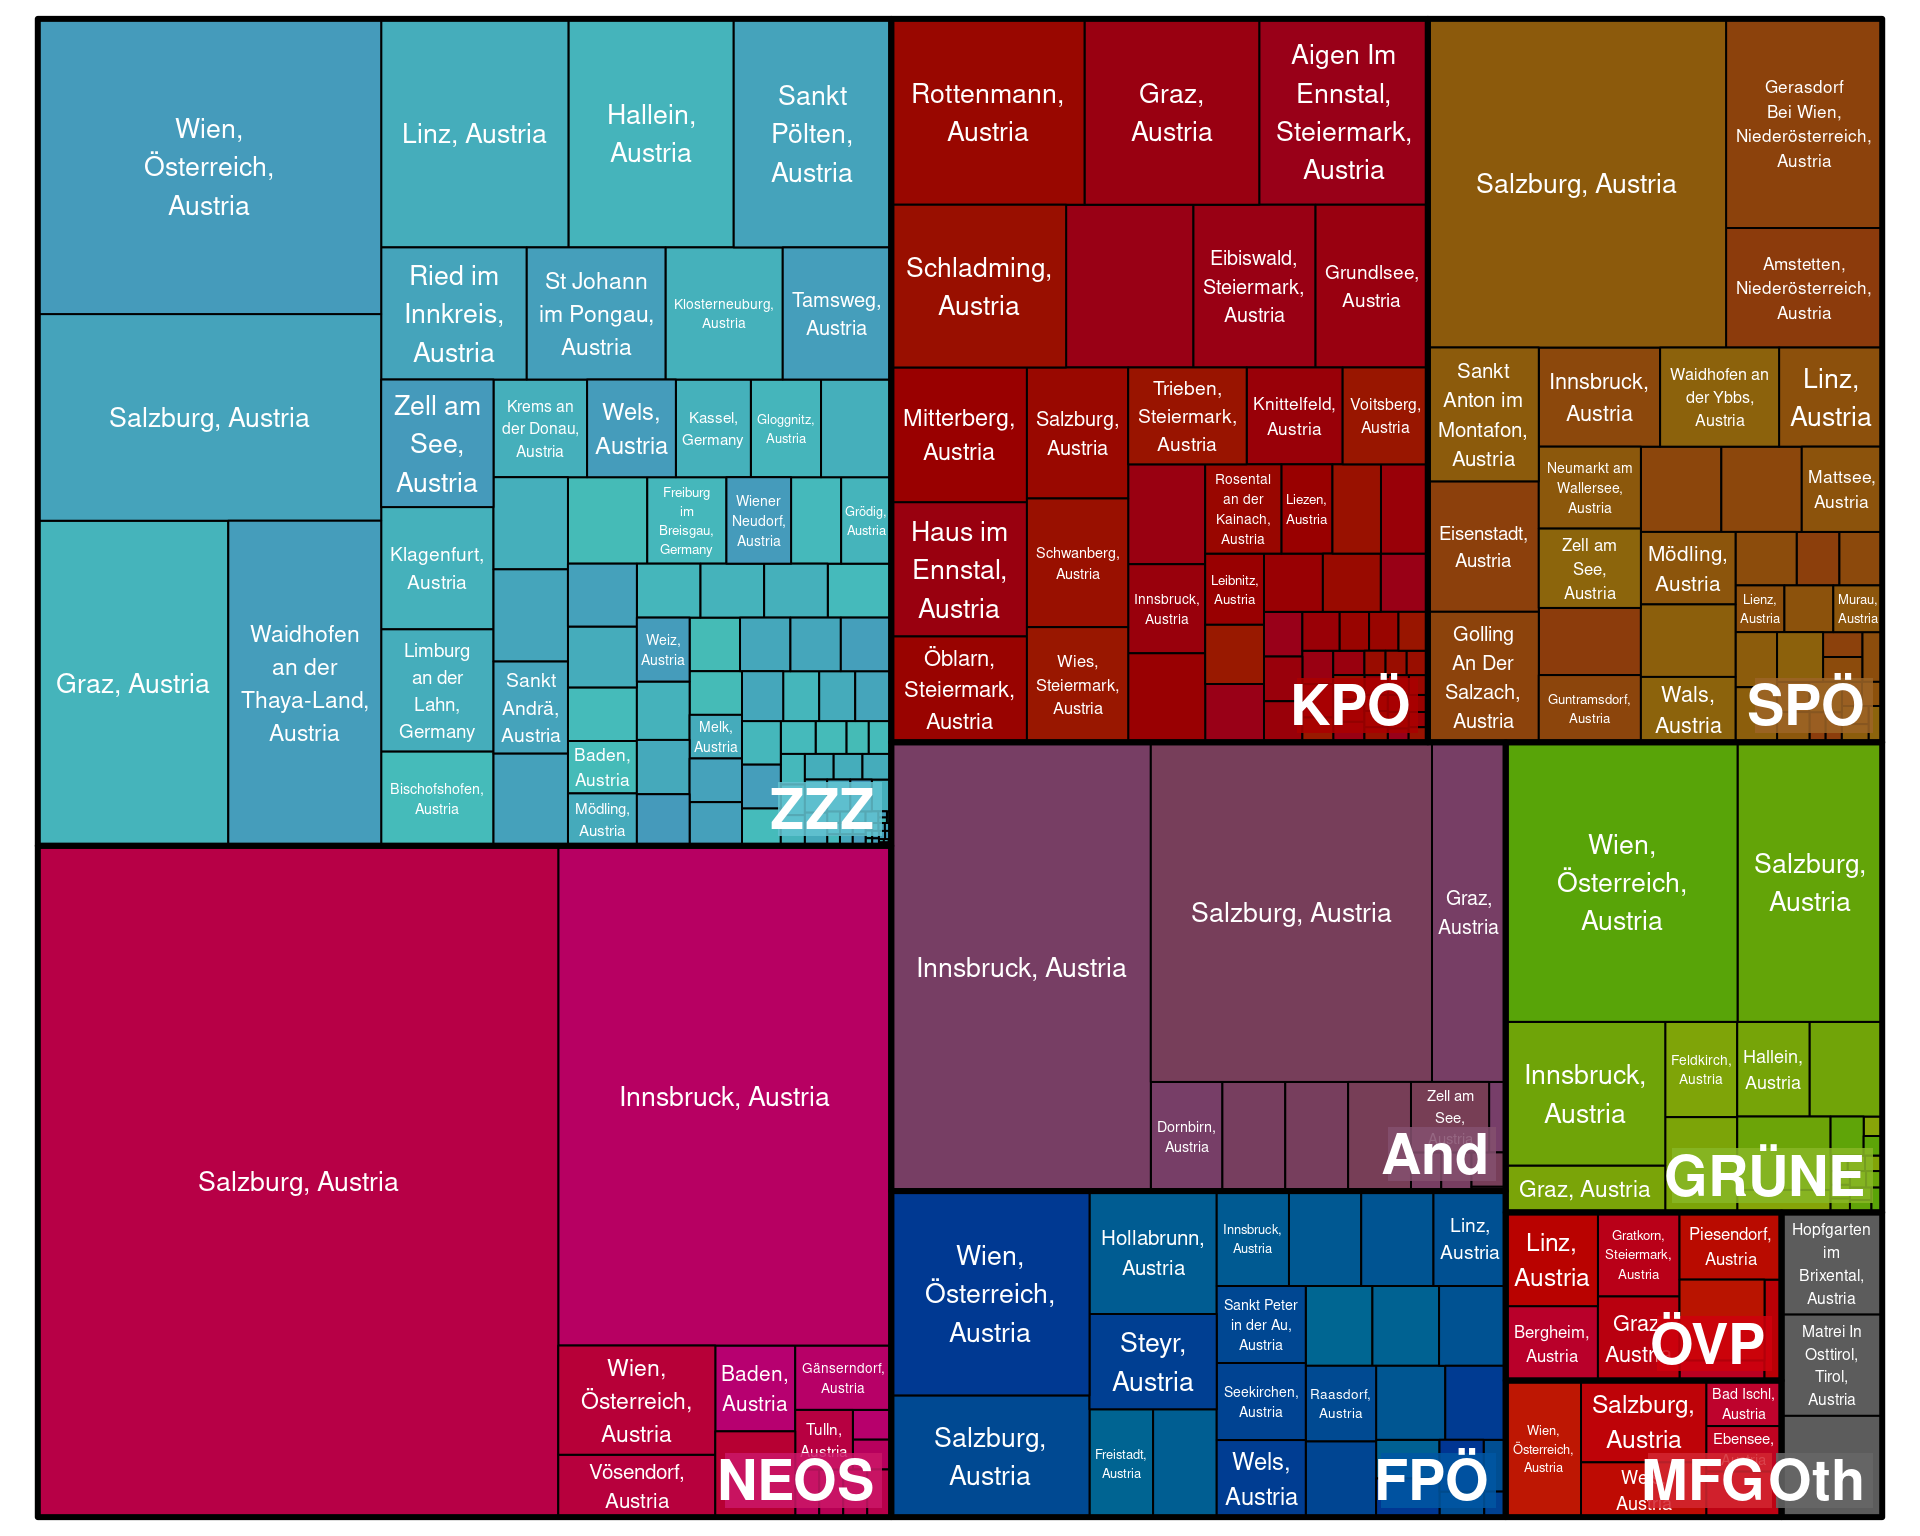 Wien,
Österreich,
Austria
Linz, Austria
Hallein,
Austria
Sankt
Pölten,
Austria
Salzburg, Austria
Graz, Austria
Waidhofen
an der
Thaya-Land,
Austria
Ried im
Innkreis,
Austria
St Johann
im Pongau,
Austria
Klosterneuburg,
Austria
Tamsweg,
Austria
Zell am
See,
Austria
Krems an
der Donau,
Austria
Wels,
Austria
Kassel,
Germany
Gloggnitz,
Austria
Klagenfurt,
Austria
Freiburg
im
Breisgau,
Germany
Wiener
Neudorf,
Austria
Grödig,
Austria
Limburg
an der
Lahn,
Germany
Sankt
Andrä,
Austria
Weiz,
Austria
Melk,
Austria
Bischofshofen,
Austria
Baden,
Austria
Mödling,
Austria
ZZZ
Rottenmann,
Austria
Graz,
Austria
Aigen Im
Ennstal,
Steiermark,
Austria
Schladming,
Austria
Eibiswald,
Steiermark,
Austria
Grundlsee,
Austria
Mitterberg,
Austria
Salzburg,
Austria
Trieben,
Steiermark,
Austria
Knittelfeld,
Austria
Voitsberg,
Austria
Haus im
Ennstal,
Austria
Schwanberg,
Austria
Rosental
an der
Kainach,
Austria
Liezen,
Austria
Innsbruck,
Austria
Leibnitz,
Austria
Öblarn,
Steiermark,
Austria
Wies,
Steiermark,
Austria
KPÖ
Salzburg, Austria
Gerasdorf
Bei Wien,
Niederösterreich,
Austria
Amstetten,
Niederösterreich,
Austria
Sankt
Anton im
Montafon,
Austria
Innsbruck,
Austria
Waidhofen an
der Ybbs,
Austria
Linz,
Austria
Neumarkt am
Wallersee,
Austria
Mattsee,
Austria
Eisenstadt,
Austria
Zell am
See,
Austria
Mödling,
Austria
Lienz,
Austria
Murau,
Austria
Golling
An Der
Salzach,
Austria
Guntramsdorf,
Austria
Wals,
Austria
SPÖ
Salzburg, Austria
Innsbruck, Austria
Wien,
Österreich,
Austria
Baden,
Austria
Gänserndorf,
Austria
Tulln,
Austria
Vösendorf,
Austria
NEOS
Innsbruck, Austria
Salzburg, Austria
Graz,
Austria
Dornbirn,
Austria
Zell am
See,
Austria
And
Wien,
Österreich,
Austria
Salzburg,
Austria
Innsbruck,
Austria
Feldkirch,
Austria
Hallein,
Austria
Graz, Austria
GRÜNE
Wien,
Österreich,
Austria
Hollabrunn,
Austria
Innsbruck,
Austria
Linz,
Austria
Steyr,
Austria
Sankt Peter
in der Au,
Austria
Salzburg,
Austria
Seekirchen,
Austria
Raasdorf,
Austria
Freistadt,
Austria
Wels,
Austria
FPÖ
Linz,
Austria
Gratkorn,
Steiermark,
Austria
Piesendorf,
Austria
Bergheim,
Austria
Graz,
Austria
ÖVP
Wien,
Österreich,
Austria
Salzburg,
Austria
Bad Ischl,
Austria
Ebensee,
Austria
MFG
Hopfgarten
im
Brixental,
Austria
Matrei In
Osttirol,
Tirol,
Austria
Oth